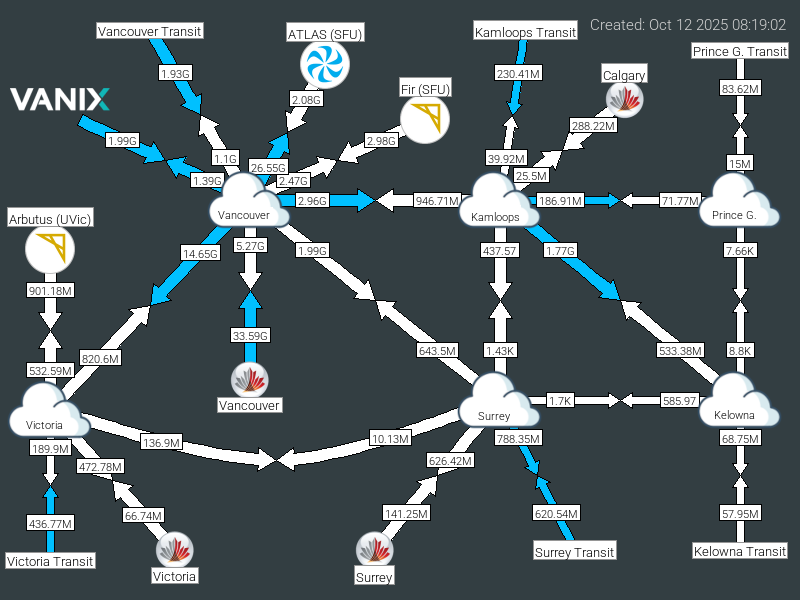 Created: Oct 12 2025 08:19:02
Vancouver Transit
ATLAS (SFU)
Kamloops Transit
Prince G. Transit
1.93G
230.41M
Calgary
Fir (SFU)
83.62M
VANIX
2.08G
288.22M
1.99G
2.98G
1.1G
39.92M
15M
26.55G
25.5M
1.39G
2.47G
2.96G
946.71M
186.91M
71.77M
Vancouver
Kamloops
Prince G.
Arbutus (UVic)
14.65G
5.27G
1.99G
437.57
1.77G
7.66K
901.18M
33.59G
820.6M
643.5M
1.43K
533.38M
8.8K
532.59M
Vancouver
1.7K
585.97
Victoria
Surrey
Kelowna
189.9M
136.9M
10.13M
788.35M
68.75M
472.78M
626.42M
436.77M
66.74M
141.25M
620.54M
57.95M
Victoria Transit
Victoria
Surrey
Surrey Transit
Kelowna Transit